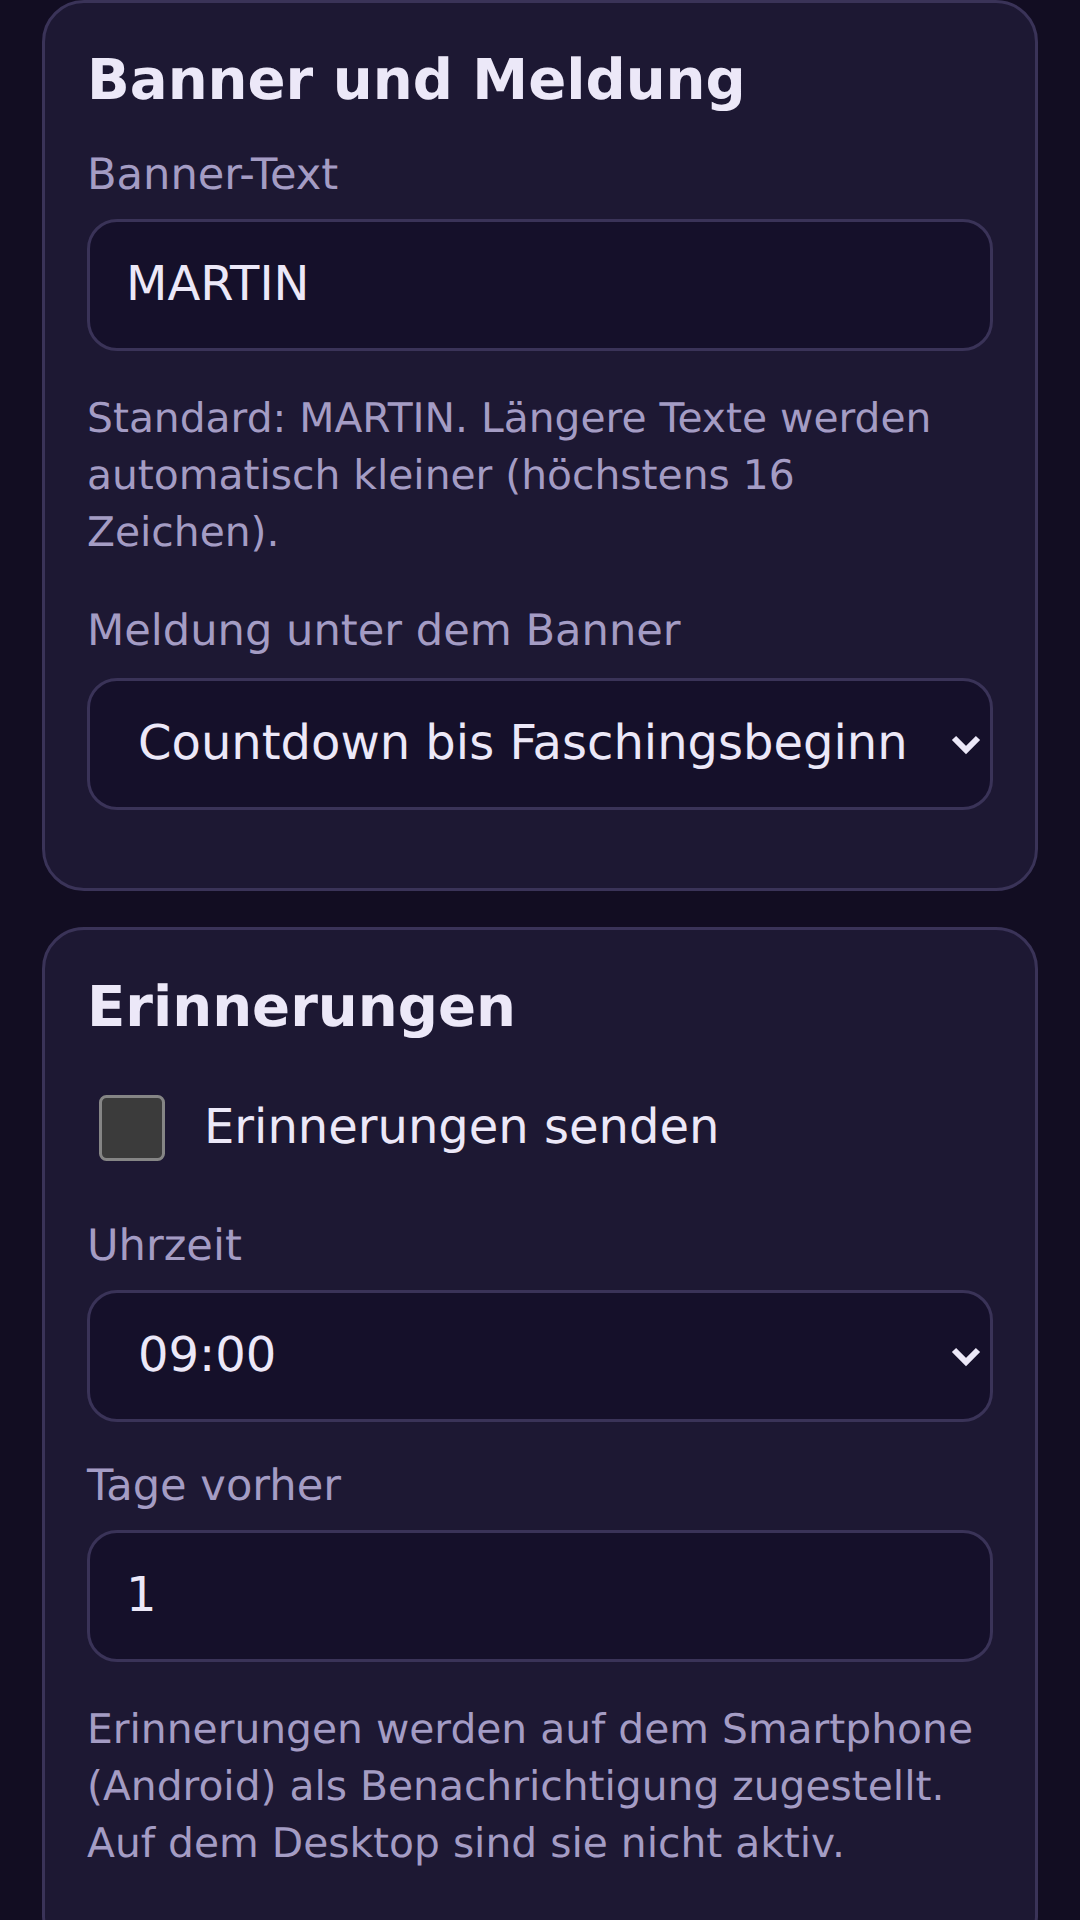 Banner und Meldung
Banner-Text
MARTIN
Standard: MARTIN. Längere Texte werden
automatisch kleiner (höchstens 16
Zeichen).
Meldung unter dem Banner
Countdown bis Faschingsbeginn
Erinnerungen
Erinnerungen senden
Uhrzeit
09:00
Tage vorher
1
Erinnerungen werden auf dem Smartphone
(Android) als Benachrichtigung zugestellt.
Auf dem Desktop sind sie nicht aktiv.